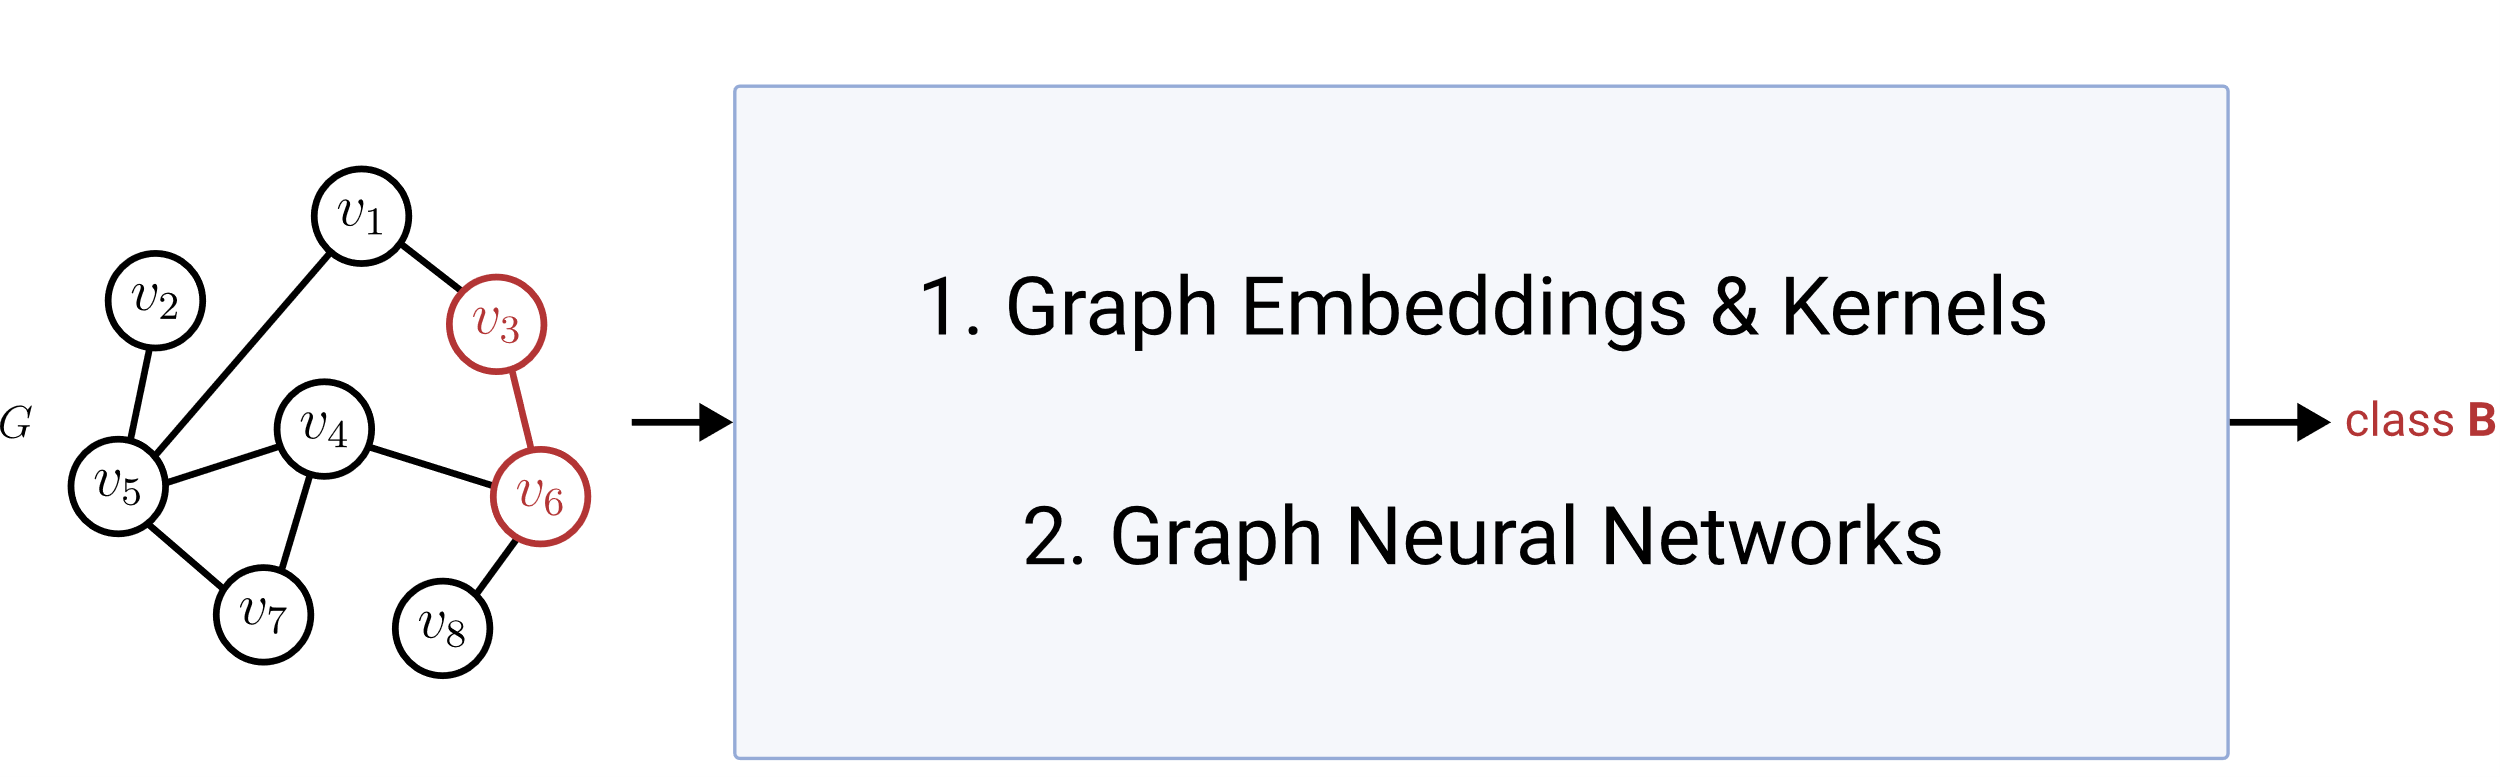 G
v1
v2
v3
v4
v5
v6
v7
v8
1. Graph Embeddings & Kernels
2. Graph Neural Networks
class B